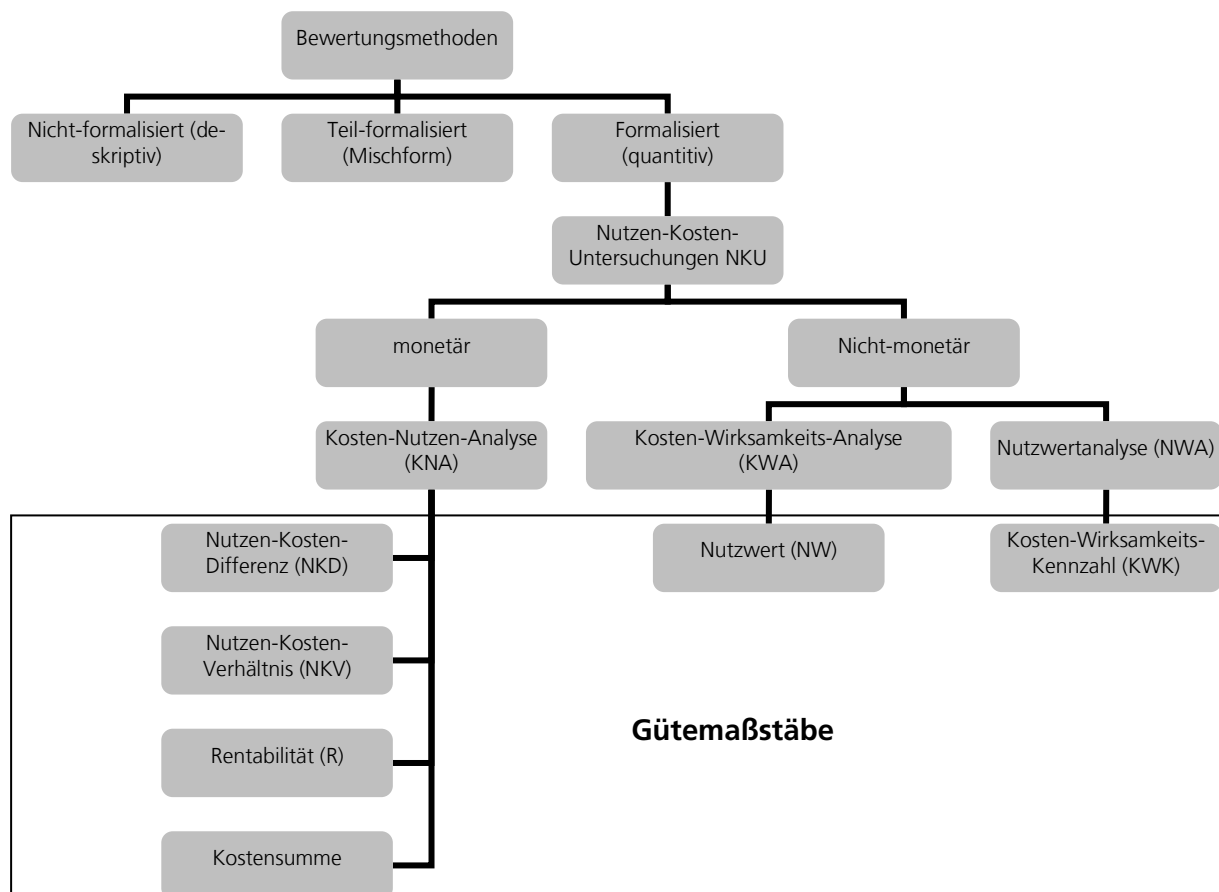 Bewertungsmethoden
Nicht-formalisiert (de-
skriptiv)
Teil-formalisiert
(Mischform)
Formalisiert
(quantitiv)
Nutzen-Kosten-
Untersuchungen NKU
monetär
Nicht-monetär
Kosten-Nutzen-Analyse
(KNA)
Kosten-Wirksamkeits-Analyse
(KWA)
Nutzwertanalyse (NWA)
Nutzen-Kosten-
Differenz (NKD)
Nutzwert (NW)
Kosten-Wirksamkeits-
Kennzahl (KWK)
Nutzen-Kosten-
Verhältnis (NKV)
Gütemaßstäbe
Rentabilität (R)
Kostensumme